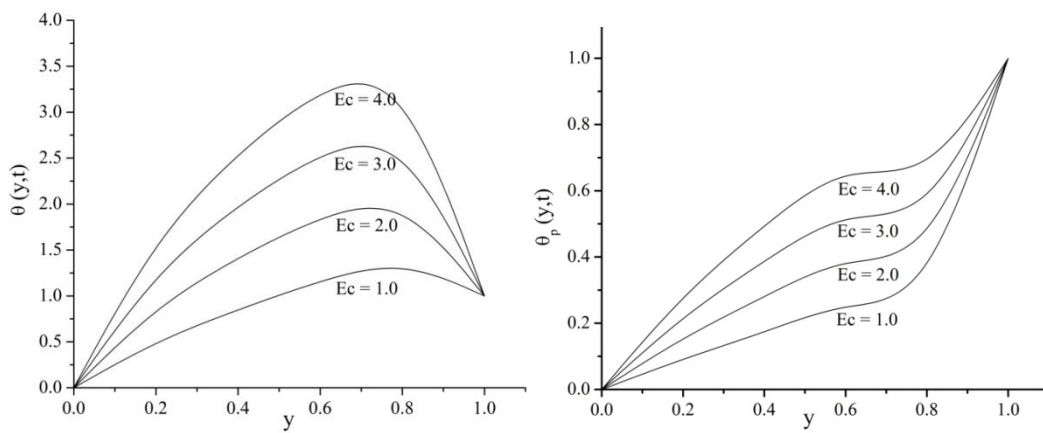 4.0
3.5
3.0
2.5
2.0
1.5
1.0
0.5
0.0
θ (y,t)
Ec = 4.0
Ec = 3.0
Ec = 2.0
Ec = 1.0
0.0 0.2 0.4 0.6 0.8 1.0
y
1.0
0.8
0.6
0.4
0.2
0.0
θp (y,t)
Ec = 4.0
Ec = 3.0
Ec = 2.0
Ec = 1.0
0.0 0.2 0.4 0.6 0.8 1.0
y